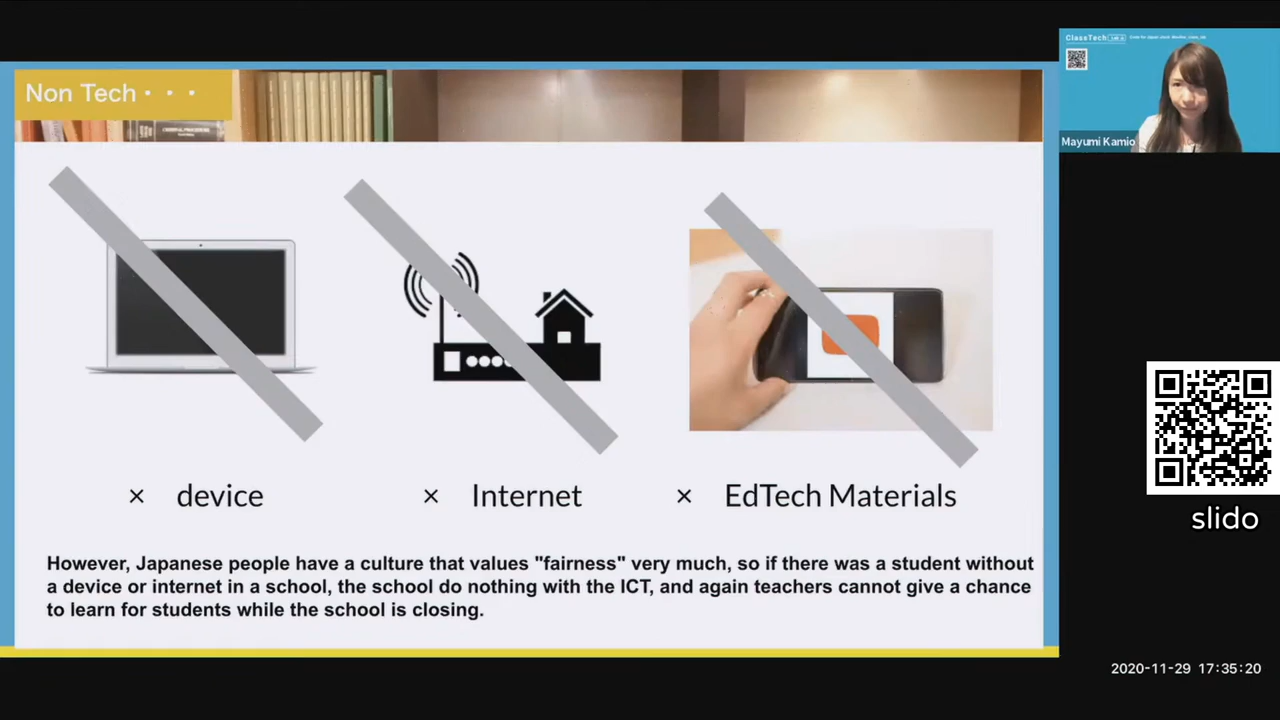 Non Tech・・・
CRIMINAL PROCEDURE
× device
× Internet
× EdTech Materials
However, Japanese people have a culture that values "fairness" very much, so if there was a student without
a device or internet in a school, the school do nothing with the ICT, and again teachers cannot give a chance
to learn for students while the school is closing.
ClassTech
Mayumi Kamio
slido
2020-11-29 17:35:20